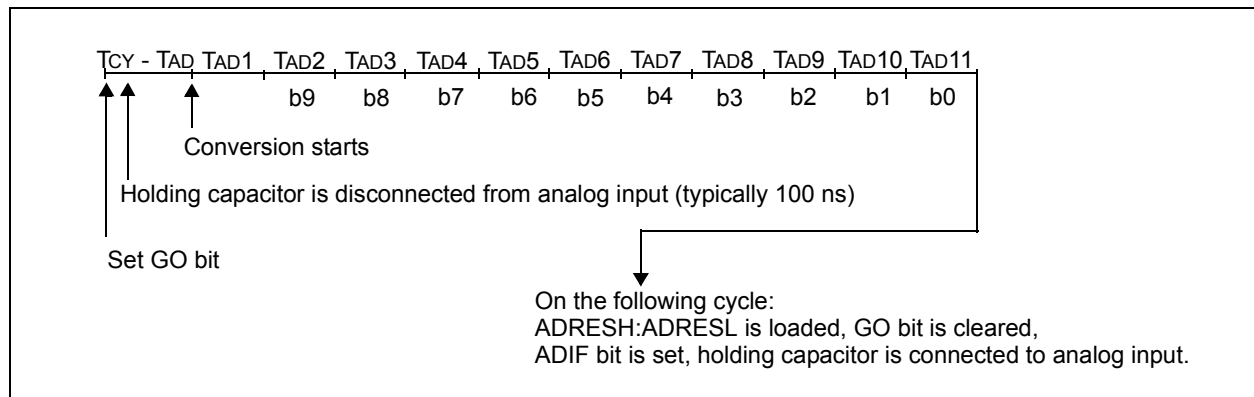 TCY - TAD TAD1 TAD2 TAD3 TAD4 TAD5 TAD6 TAD7 TAD8 TAD9 TAD10 TAD11
b9 b8 b7 b6 b5 b4 b3 b2 b1 b0
Conversion starts
Holding capacitor is disconnected from analog input (typically 100 ns)
Set GO bit
On the following cycle:
ADRESH:ADRESL is loaded, GO bit is cleared,
ADIF bit is set, holding capacitor is connected to analog input.